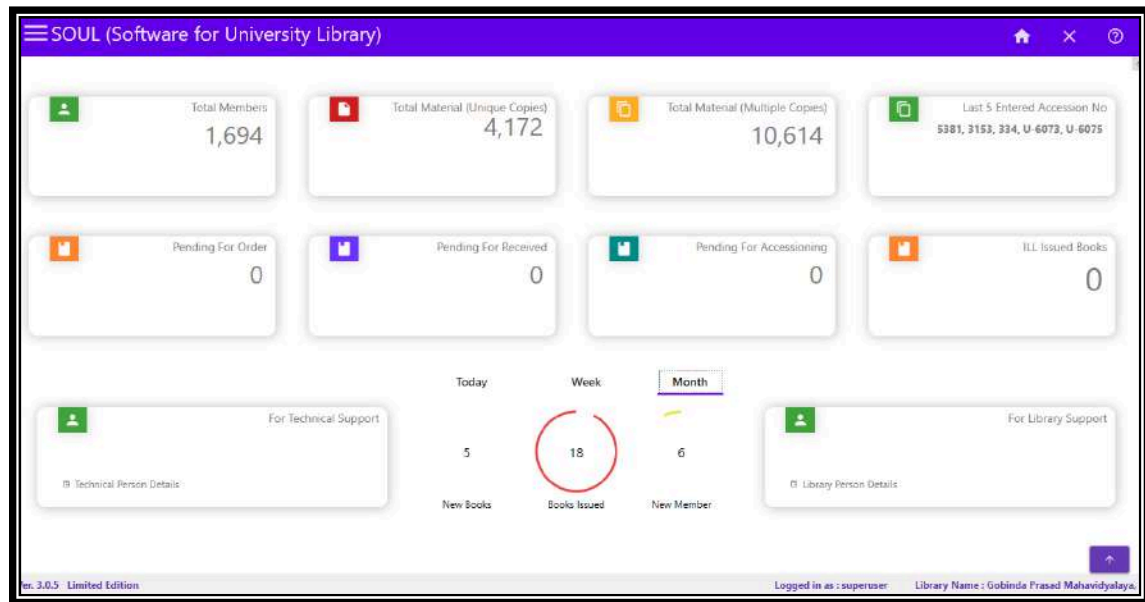 SOUL (Software for University Library)
Total Members
1,694
Total Material (Unique Copies)
4,172
Total Material (Multiple Copies)
10,614
Last 5 Entered Accession No
5381, 3153, 334, U-6073, U-6075
Pending For Order
0
Pending For Received
0
Pending For Accessioning
0
ILL Issued Books
0
Today Week Month
For Technical Support
Technical Person Details
5 18 6
New Books Books Issued New Member
For Library Support
Library Person Details
Ver. 3.0.5 Limited Edition Logged in as : superuser Library Name : Gobinda Prasad Mahavidyalaya,